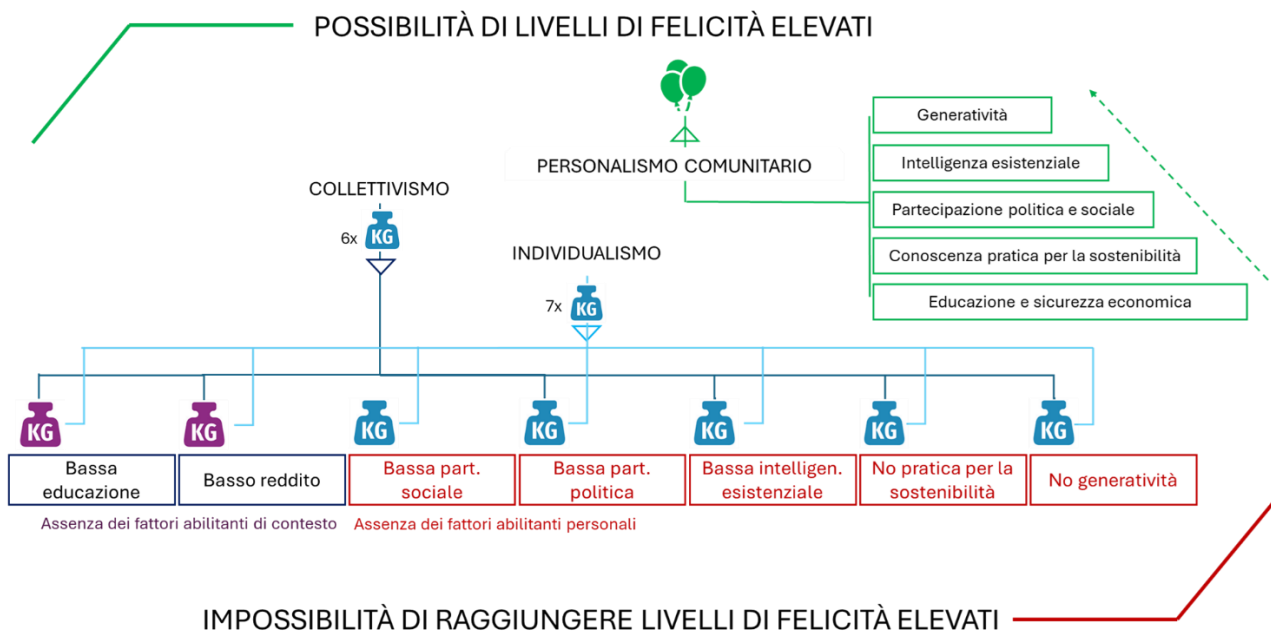 POSSIBILITÀ DI LIVELLI DI FELICITÀ ELEVATI
Generatività
PERSONALISMO COMUNITARIO
Intelligenza esistenziale
COLLETTIVISMO
Partecipazione politica e sociale
6x KG
INDIVIDUALISMO
Conoscenza pratica per la sostenibilità
7x KG
Educazione e sicurezza economica
KG KG KG KG KG KG KG
Bassa
educazione
Basso reddito
Bassa part.
sociale
Bassa part.
politica
Bassa intelligen.
esistenziale
No pratica per la
sostenibilità
No generatività
Assenza dei fattori abilitanti di contesto
Assenza dei fattori abilitanti personali
IMPOSSIBILITÀ DI RAGGIUNGERE LIVELLI DI FELICITÀ ELEVATI